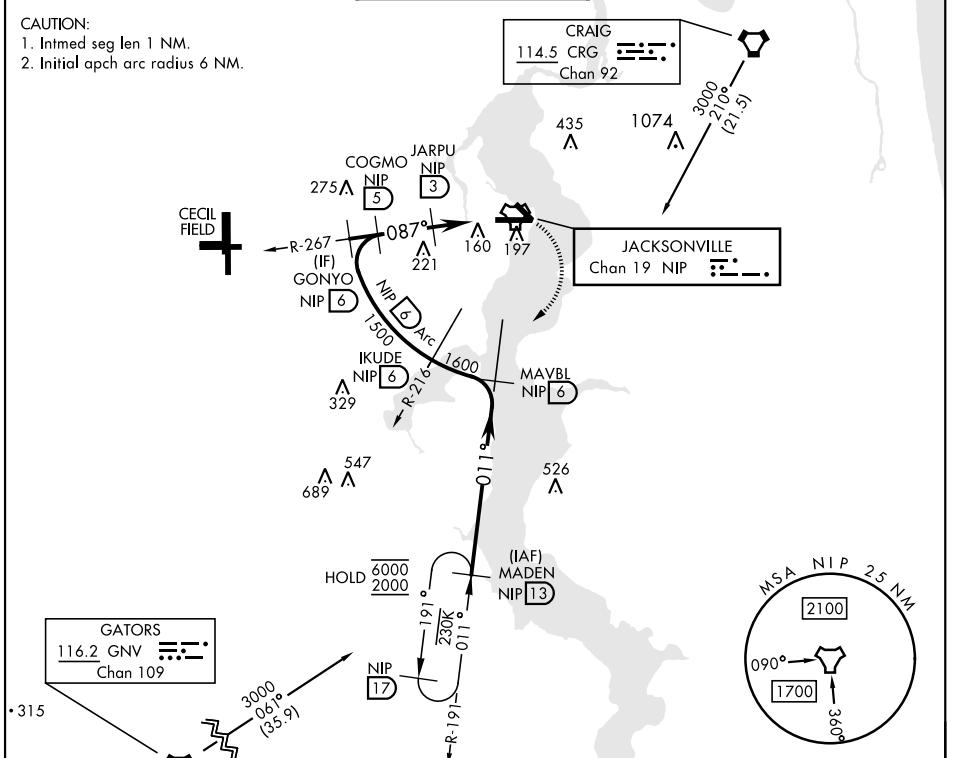 CAUTION:
1. Intmed seg len 1 NM.
2. Initial apch arc radius 6 NM.
CRAIG
114.5 CRG
Chan 92
3000
210°
(21.5)
435
1074
COGMO
NIP
5
JARPU
NIP
3
275
CECIL
FIELD
087°
R-267
(IF)
GONYO
NIP 6
221
160
197
JACKSONVILLE
Chan 19 NIP
NIP 6 Arc
1500
IKUDE
NIP 6
1600
R-216
MAVBL
NIP 6
329
011°
547
689
526
HOLD 6000
2000
(IAF)
MADEN
NIP 13
191°
230K
011°
NIP
17
R-191
GATORS
116.2 GNV
Chan 109
3000
061°
(35.9)
315
MSA NIP 25 NM
2100
090°
1700
360°